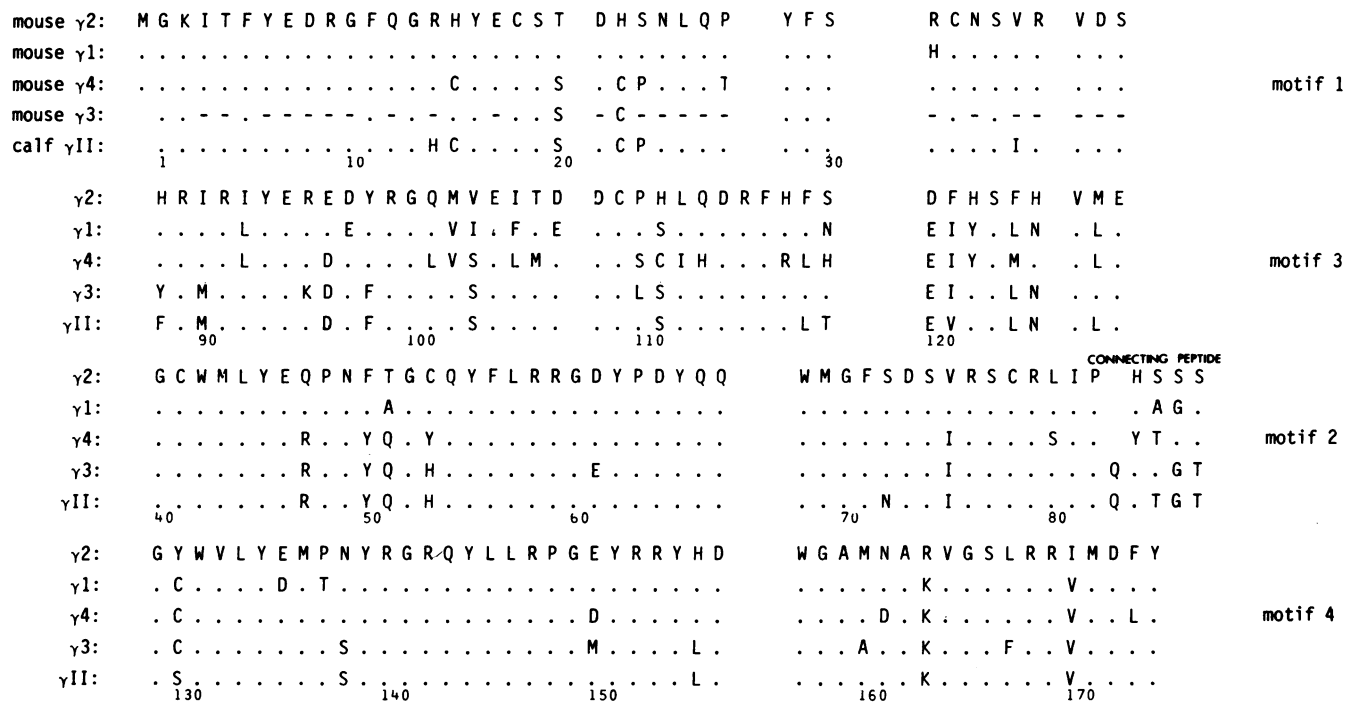 mouse γ2: M G K I T F Y E D R G F Q G R H Y E C S T D H S N L Q P Y F S R C N S V R V D S
mouse γ1: . . . . . . . . . . . . . . . . . . . . . . . . . . . . . . . H . . . . . . . .
mouse γ4: . . . . . . . . . . . . . . . C . . . . S . C P . . . T . . . . . . . . . . . . motif 1
mouse γ3: . . - . - - - - - . - . - . . - . . S - C - - - - - . . . - . - - . - - -
calf γII: . . . . . . . . . . . . . H C . . . . S . C P . . . . . . . . . . . I . . . .
1 10 20 30
γ2: H R I R I Y E R E D Y R G Q M V E I T D D C P H L Q D R F H F S D F H S F H V M E
γ1: . . . . L . . . . E . . . . V I . F . E . . . S . . . . . . . N E I Y . L N . L .
γ4: . . . . L . . . D . . . . L V S . L M . . . S C I H . . . R L H E I Y . M . . L . motif 3
γ3: Y . M . . . . K D . F . . . . S . . . . . . L S . . . . . . . . E I . . L N . . .
γII: F . M . . . . . D . F . . . . S . . . . . . . S . . . . . . L T E V . . L N . L .
90 100 110 120
CONNECTING PEPTIDE
γ2: G C W M L Y E Q P N F T G C Q Y F L R R G D Y P D Y Q Q W M G F S D S V R S C R L I P H S S S
γ1: . . . . . . . . . . . A . . . . . . . . . . . . . . . . . . . . . . . . . . . . . . . . A G .
γ4: . . . . . . . R . . Y Q . Y . . . . . . . . . . . . . . . . . . . . . I . . . . S . . Y T . . motif 2
γ3: . . . . . . . R . . Y Q . H . . . . . . . E . . . . . . . . . . . . . I . . . . . . . Q . . G T
γII: . . . . . . . R . . Y Q . H . . . . . . . . . . . . . . . . . . N . . I . . . . . . . Q . T G T
40 50 60 70 80
γ2: G Y W V L Y E M P N Y R G R Q Y L L R P G E Y R R Y H D W G A M N A R V G S L R R I M D F Y
γ1: . C . . . . D . T . . . . . . . . . . . . . . . . . . . . . . . . . K . . . . . . V . . . .
γ4: . C . . . . . . . . . . . . . . . . . . . D . . . . . . . . . . D . K . . . . . . V . . L . motif 4
γ3: . C . . . . . . . S . . . . . . . . . . . M . . . . L . . . . A . . K . . . F . . V . . . .
γII: . S . . . . . . . S . . . . . . . . . . . . . . . . L . . . . . . . K . . . . . . V . . . .
130 140 150 160 170